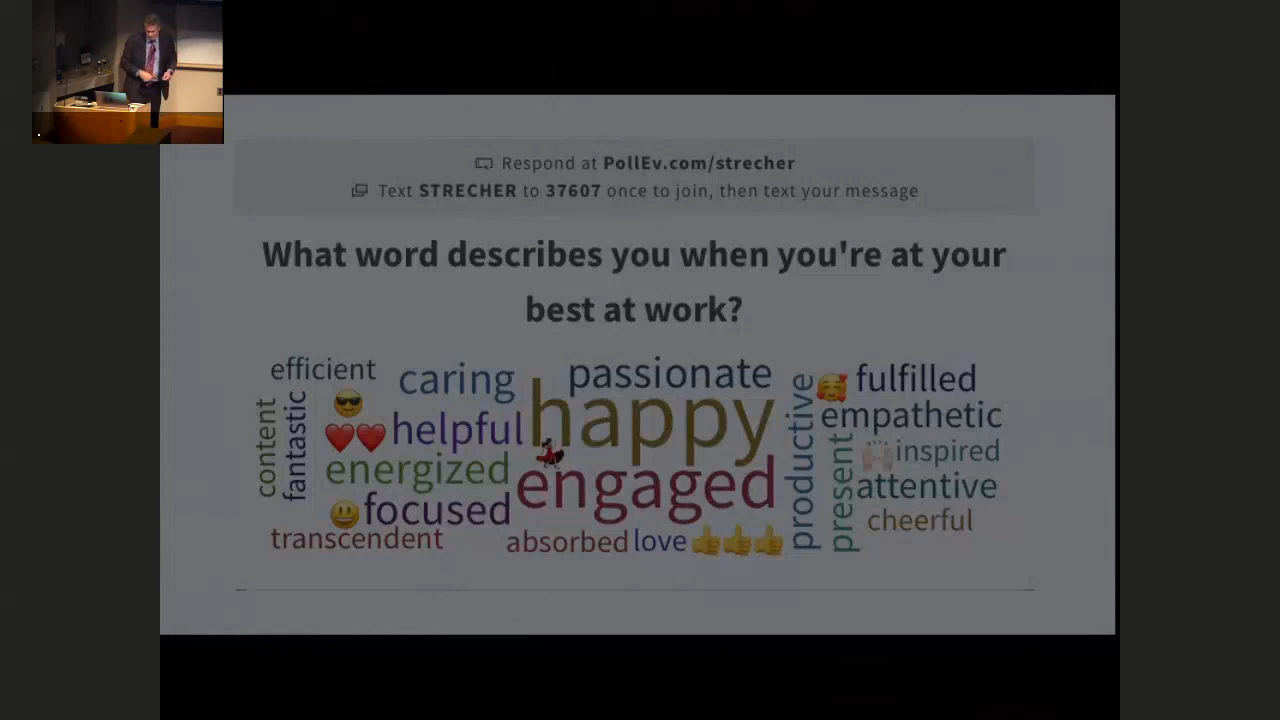 Respond at PollEv.com/strecher
Text STRECHER to 37607 once to join, then text your message
What word describes you when you're at your
best at work?
efficient
caring
passionate
fulfilled
content
fantastic
helpful
happy
productive
empathetic
energized
engaged
present
inspired
focused
attentive
cheerful
transcendent
absorbed
love